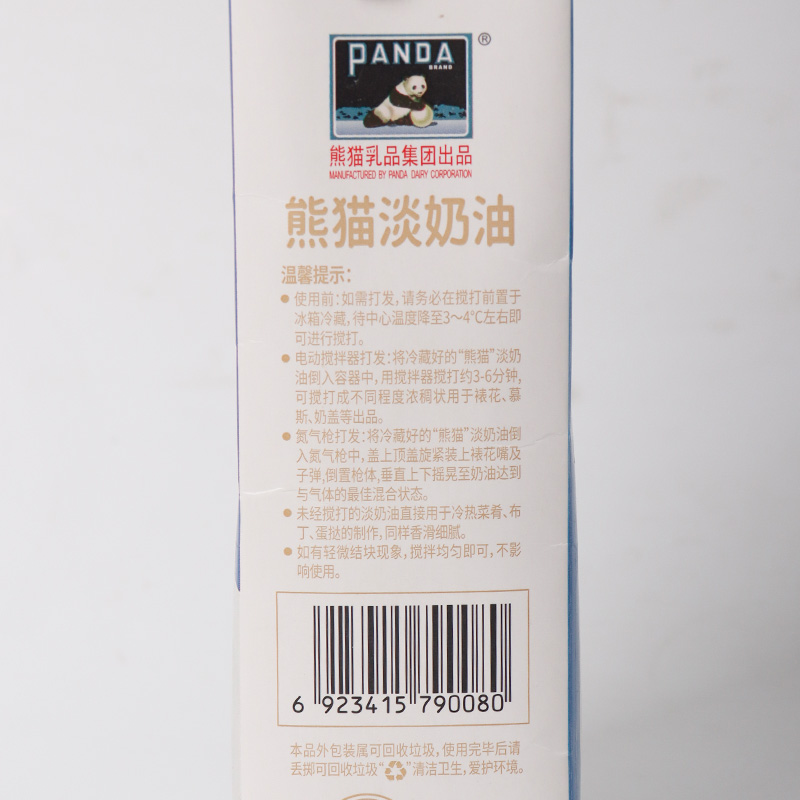 PANDA
BRAND
®
熊猫乳品集团出品
MANUFACTURED BY PANDA DAIRY CORPORATION
熊猫淡奶油
温馨提示：
● 使用前：如需打发，请务必在搅打前置于
冰箱冷藏，待中心温度降至3～4℃左右即
可进行搅打。
● 电动搅拌器打发：将冷藏好的“熊猫”淡奶
油倒入容器中，用搅拌器搅打约3-6分钟，
可搅打成不同程度浓稠状用于裱花、慕
斯、奶盖等出品。
● 氮气枪打发：将冷藏好的“熊猫”淡奶油倒
入氮气枪中，盖上顶盖旋紧装上裱花嘴及
子弹，倒置枪体，垂直上下摇晃至奶油达到
与气体的最佳混合状态。
● 未经搅打的淡奶油直接用于冷热菜肴、布
丁、蛋挞的制作，同样香滑细腻。
● 如有轻微结块现象，搅拌均匀即可，不影
响使用。
6 923415 790080
本品外包装属可回收垃圾，使用完毕后请
丢掷可回收垃圾“♻”清洁卫生，爱护环境。